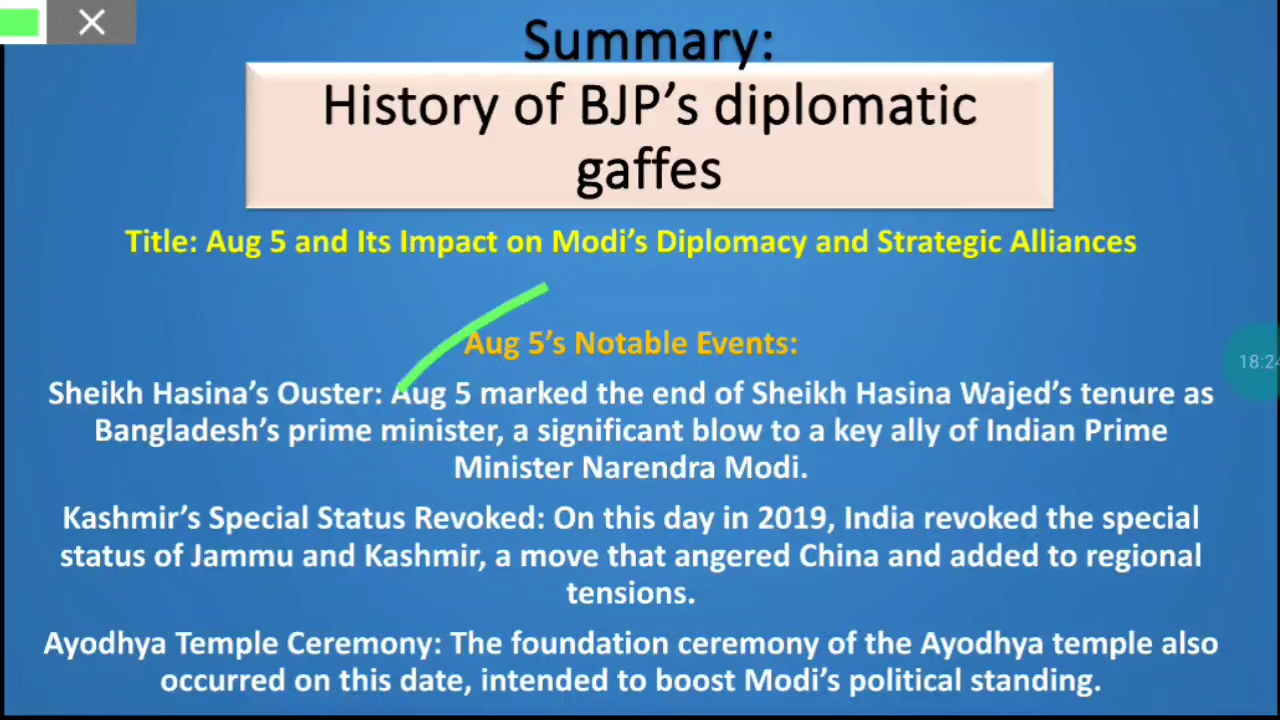 Summary:
History of BJP’s diplomatic
gaffes
Title: Aug 5 and Its Impact on Modi’s Diplomacy and Strategic Alliances
Aug 5’s Notable Events:
Sheikh Hasina’s Ouster: Aug 5 marked the end of Sheikh Hasina Wajed’s tenure as
Bangladesh’s prime minister, a significant blow to a key ally of Indian Prime
Minister Narendra Modi.
Kashmir’s Special Status Revoked: On this day in 2019, India revoked the special
status of Jammu and Kashmir, a move that angered China and added to regional
tensions.
Ayodhya Temple Ceremony: The foundation ceremony of the Ayodhya temple also
occurred on this date, intended to boost Modi’s political standing.
18:24